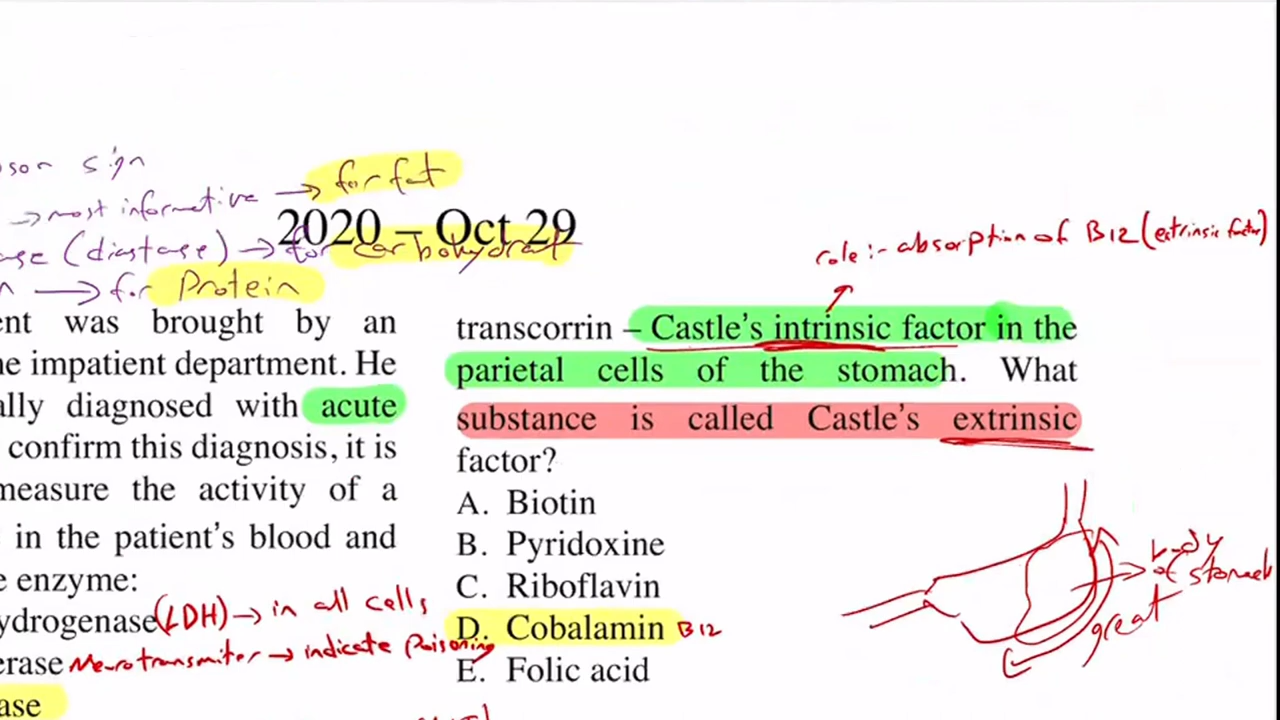 son sign
→ most informative → for fat
2020 – Oct 29
ase (diastase) → for carbohydrat
n → for Protein
ent was brought by an
ne impatient department. He
ally diagnosed with acute
confirm this diagnosis, it is
measure the activity of a
in the patient's blood and
e enzyme:
ydrogenase (LDH) → in all cells
erase Neurotransmiter → indicate Poisoning
ase
role :- absorption of B12 (extrinsic factor)
transcorrin – Castle's intrinsic factor in the
parietal cells of the stomach. What
substance is called Castle's extrinsic
factor?
A. Biotin
B. Pyridoxine
C. Riboflavin
D. Cobalamin B12
E. Folic acid
body
of stomach
great